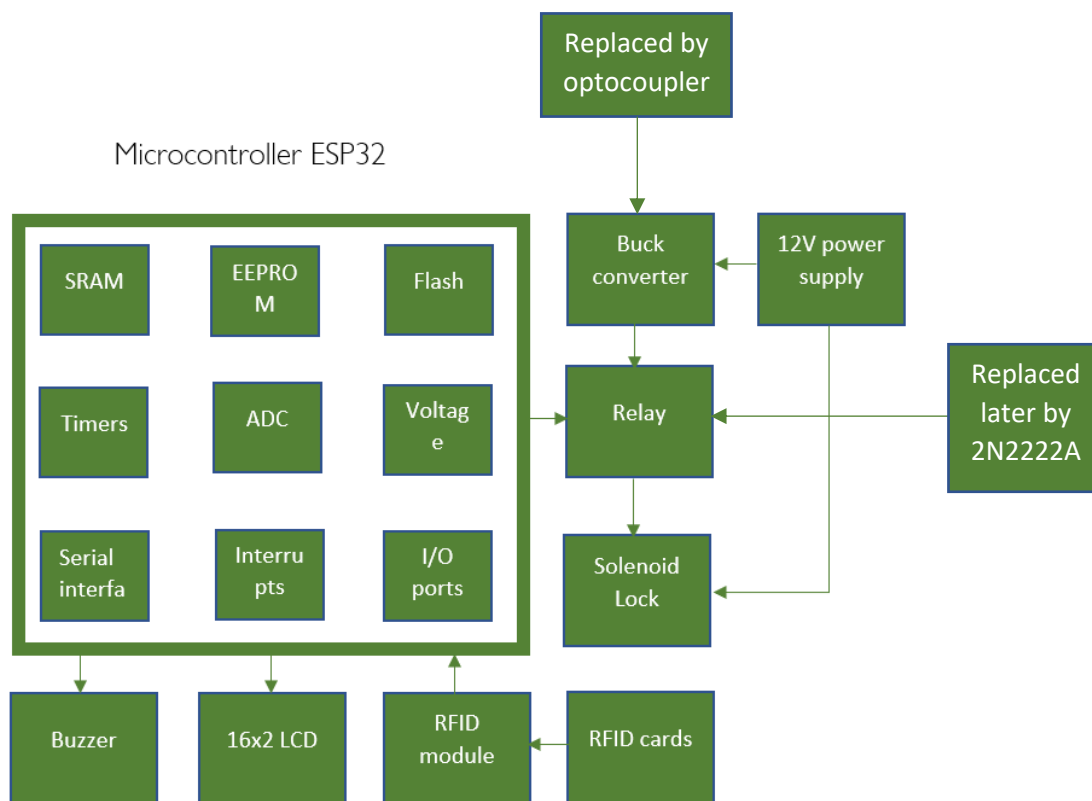 Replaced by
optocoupler
Microcontroller ESP32
SRAM
EEPRO
M
Flash
Buck
converter
12V power
supply
Timers
ADC
Voltag
e
Relay
Replaced
later by
2N2222A
Serial
interfa
Interru
pts
I/O
ports
Solenoid
Lock
Buzzer
16x2 LCD
RFID
module
RFID cards